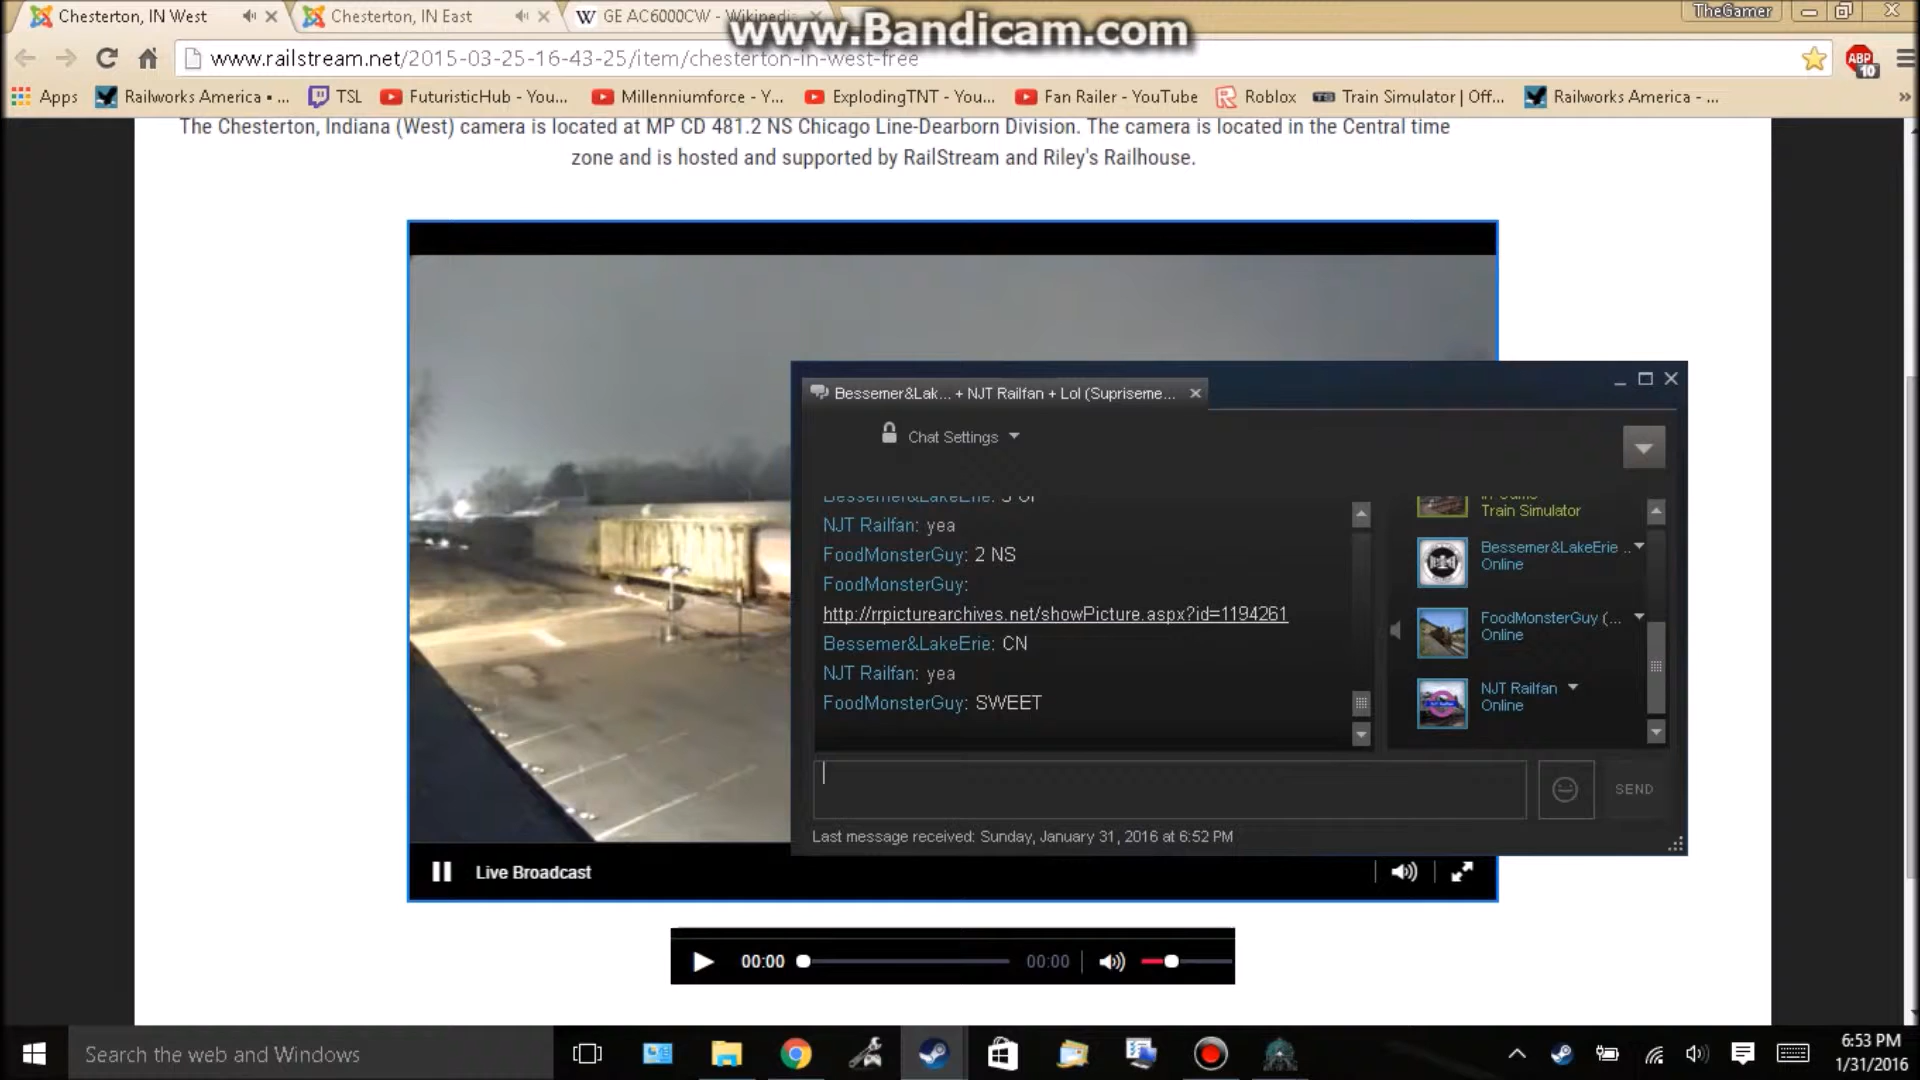 Chesterton, IN West
Chesterton, IN East
GE AC6000CW - Wikipedia
www.Bandicam.com
TheGamer
www.railstream.net/2015-03-25-16-43-25/item/chesterton-in-west-free
ABP
10
Apps
Railworks America • ...
TSL
FuturisticHub - You...
Millenniumforce - Y...
ExplodingTNT - You...
Fan Railer - YouTube
Roblox
Train Simulator | Off...
Railworks America - ...
The Chesterton, Indiana (West) camera is located at MP CD 481.2 NS Chicago Line-Dearborn Division. The camera is located in the Central time
zone and is hosted and supported by RailStream and Riley's Railhouse.
Bessemer&Lak... + NJT Railfan + Lol (Supriseme...
Chat Settings
Bessemer&LakeErie:
NJT Railfan: yea
FoodMonsterGuy: 2 NS
FoodMonsterGuy:
http://rrpicturearchives.net/showPicture.aspx?id=1194261
Bessemer&LakeErie: CN
NJT Railfan: yea
FoodMonsterGuy: SWEET
In-Game
Train Simulator
Bessemer&LakeErie ..
Online
FoodMonsterGuy (...
Online
NJT Railfan
Online
SEND
Last message received: Sunday, January 31, 2016 at 6:52 PM
Live Broadcast
00:00
00:00
Search the web and Windows
6:53 PM
1/31/2016